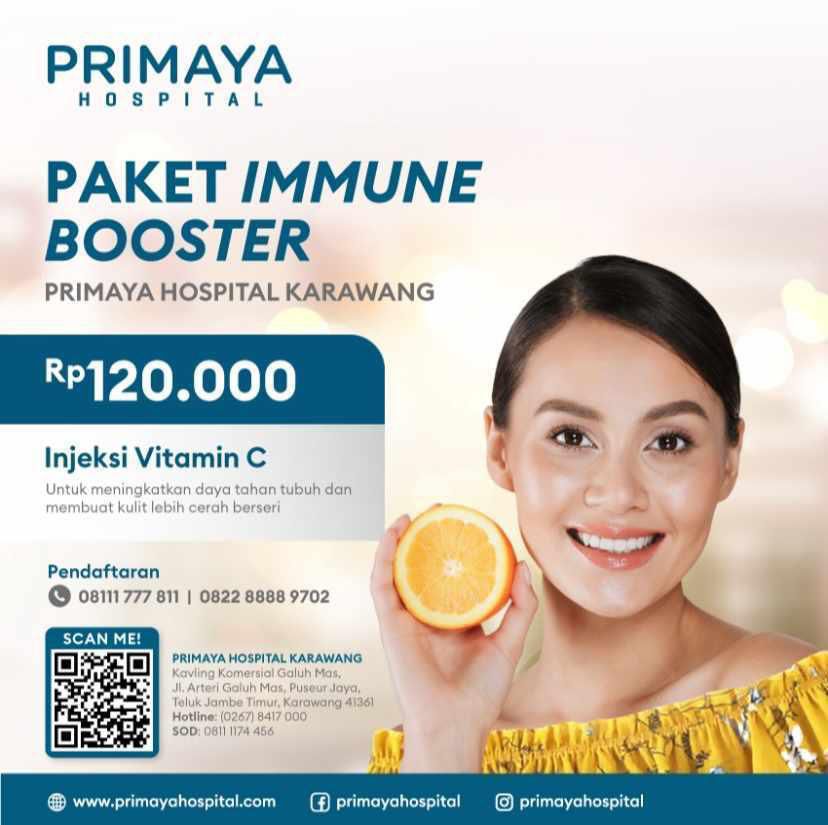 PRIMAYA
HOSPITAL
PAKET IMMUNE
BOOSTER
PRIMAYA HOSPITAL KARAWANG
Rp120.000
Injeksi Vitamin C
Untuk meningkatkan daya tahan tubuh dan
membuat kulit lebih cerah berseri
Pendaftaran
08111 777 811 | 0822 8888 9702
SCAN ME!
PRIMAYA HOSPITAL KARAWANG
Kavling Komersial Galuh Mas,
Jl. Arteri Galuh Mas, Puseur Jaya,
Teluk Jambe Timur, Karawang 41361
Hotline: (0267) 8417 000
SOD: 0811 1174 456
www.primayahospital.com primayahospital primayahospital